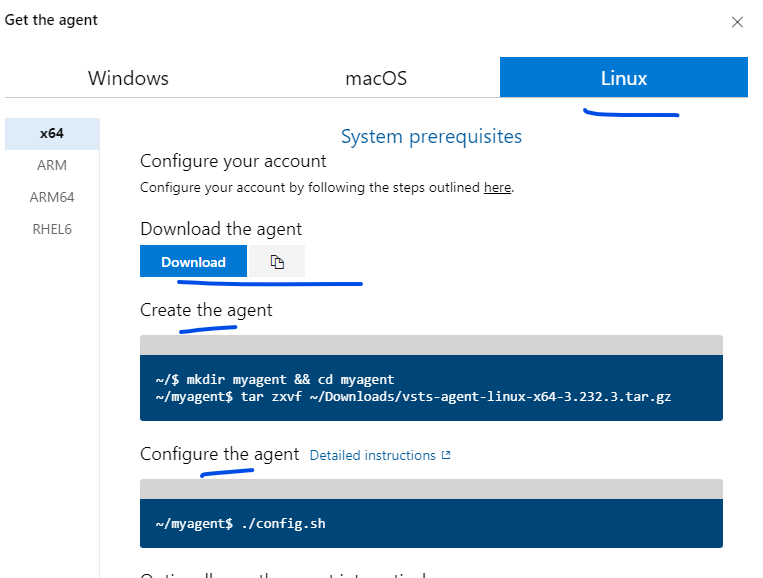 Get the agent
Windows
macOS
Linux
x64
ARM
ARM64
RHEL6
System prerequisites
Configure your account
Configure your account by following the steps outlined here.
Download the agent
Download
Create the agent
~/$ mkdir myagent && cd myagent
~/myagent$ tar zxvf ~/Downloads/vsts-agent-linux-x64-3.232.3.tar.gz
Configure the agent Detailed instructions
~/myagent$ ./config.sh